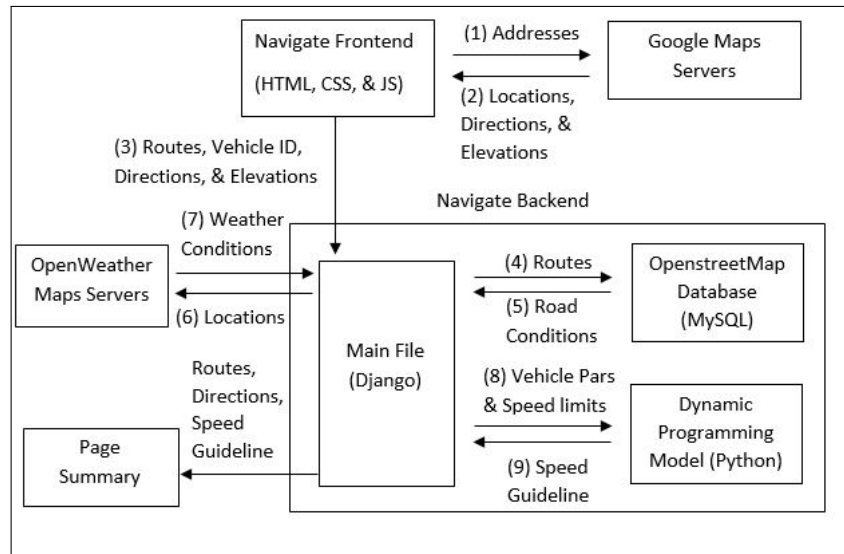 Navigate Frontend
(HTML, CSS, & JS)
(1) Addresses
(2) Locations,
Directions, &
Elevations
Google Maps
Servers
(3) Routes, Vehicle ID,
Directions, & Elevations
Navigate Backend
(7) Weather
Conditions
OpenWeather
Maps Servers
(6) Locations
Main File
(Django)
(4) Routes
(5) Road
Conditions
OpenstreetMap
Database
(MySQL)
Routes,
Directions,
Speed
Guideline
Page
Summary
(8) Vehicle Pars
& Speed limits
(9) Speed
Guideline
Dynamic
Programming
Model (Python)